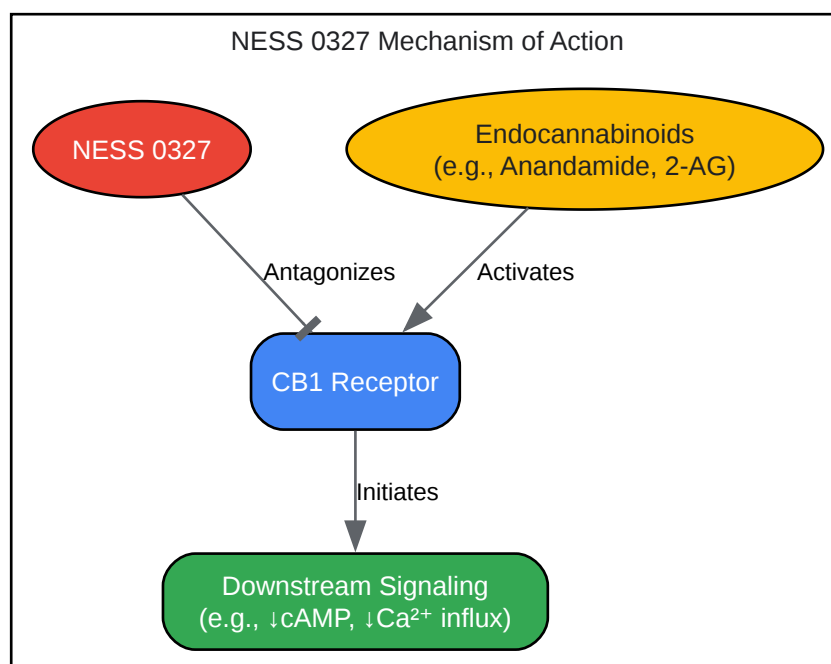 NESS 0327 Mechanism of Action
NESS 0327
Endocannabinoids
(e.g., Anandamide, 2-AG)
Antagonizes
Activates
CB1 Receptor
Initiates
Downstream Signaling
(e.g., ↓cAMP, ↓Ca²⁺ influx)